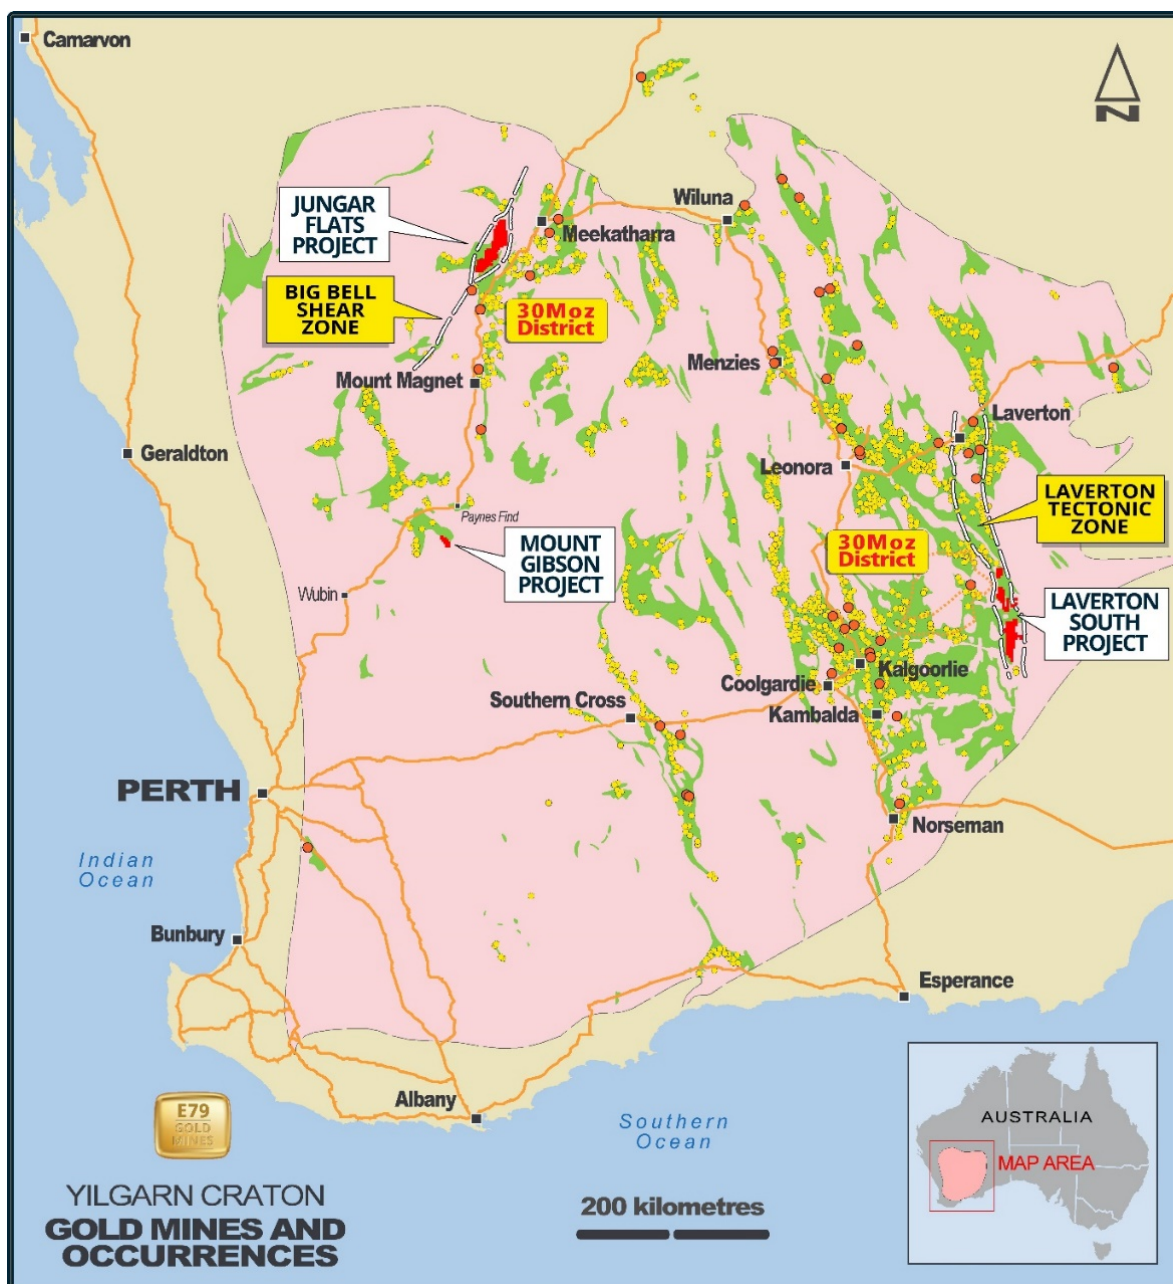 Camarvon
N
JUNGAR
FLATS
PROJECT
Wiluna
Meekatharra
BIG BELL
SHEAR
ZONE
30Moz
District
Menzies
Mount Magnet
Laverton
Geraldton
Leonora
LAVERTON
TECTONIC
ZONE
Paynes Find
MOUNT
GIBSON
PROJECT
30Moz
District
Wubin
LAVERTON
SOUTH
PROJECT
Kalgoorlie
Coolgardie
Southern Cross
Kambalda
PERTH
Norseman
Indian
Ocean
Bunbury
Esperance
Albany
E79
GOLD
MINES
Southern
Ocean
AUSTRALIA
MAP AREA
YILGARN CRATON
GOLD MINES AND
OCCURRENCES
200 kilometres